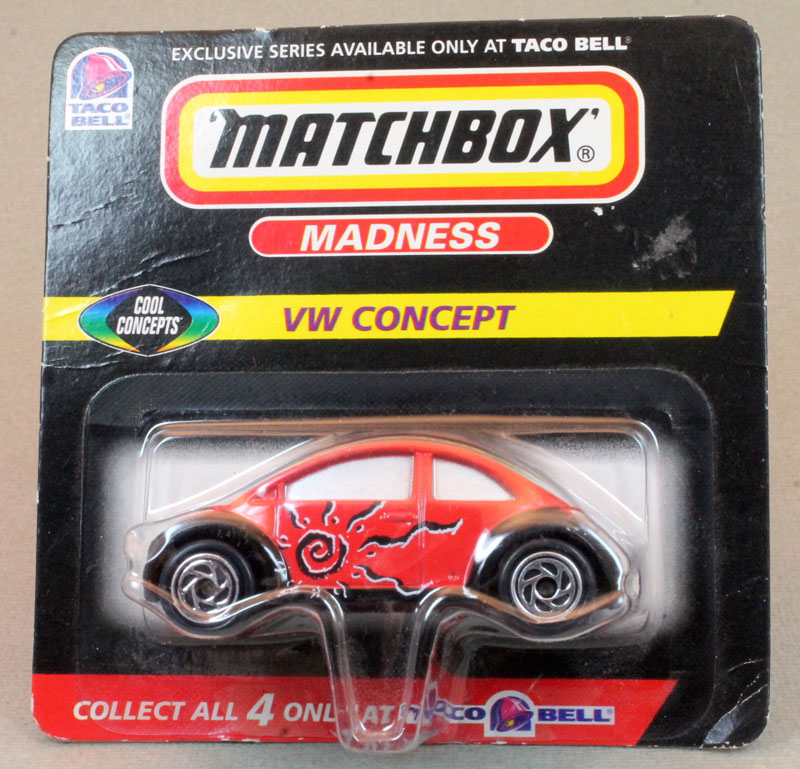 EXCLUSIVE SERIES AVAILABLE ONLY AT TACO BELL®
TACO
BELL®
'MATCHBOX'®
MADNESS
COOL
CONCEPTS™
VW CONCEPT
COLLECT ALL 4 ONLY AT TACO BELL®